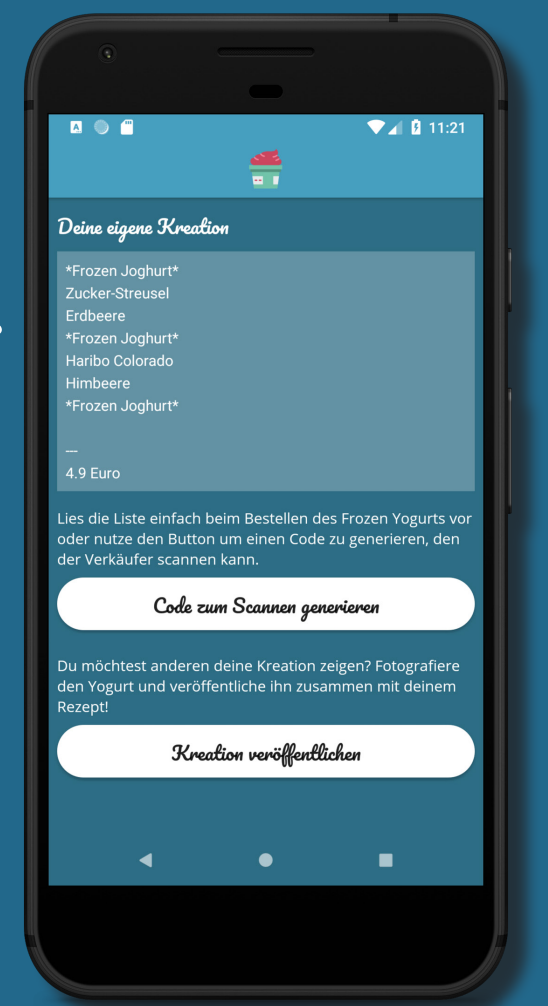 11:21
Deine eigene Kreation
*Frozen Joghurt*
Zucker-Streusel
Erdbeere
*Frozen Joghurt*
Haribo Colorado
Himbeere
*Frozen Joghurt*
---
4.9 Euro
Lies die Liste einfach beim Bestellen des Frozen Yogurts vor
oder nutze den Button um einen Code zu generieren, den
der Verkäufer scannen kann.
Code zum Scannen generieren
Du möchtest anderen deine Kreation zeigen? Fotografiere
den Yogurt und veröffentliche ihn zusammen mit deinem
Rezept!
Kreation veröffentlichen